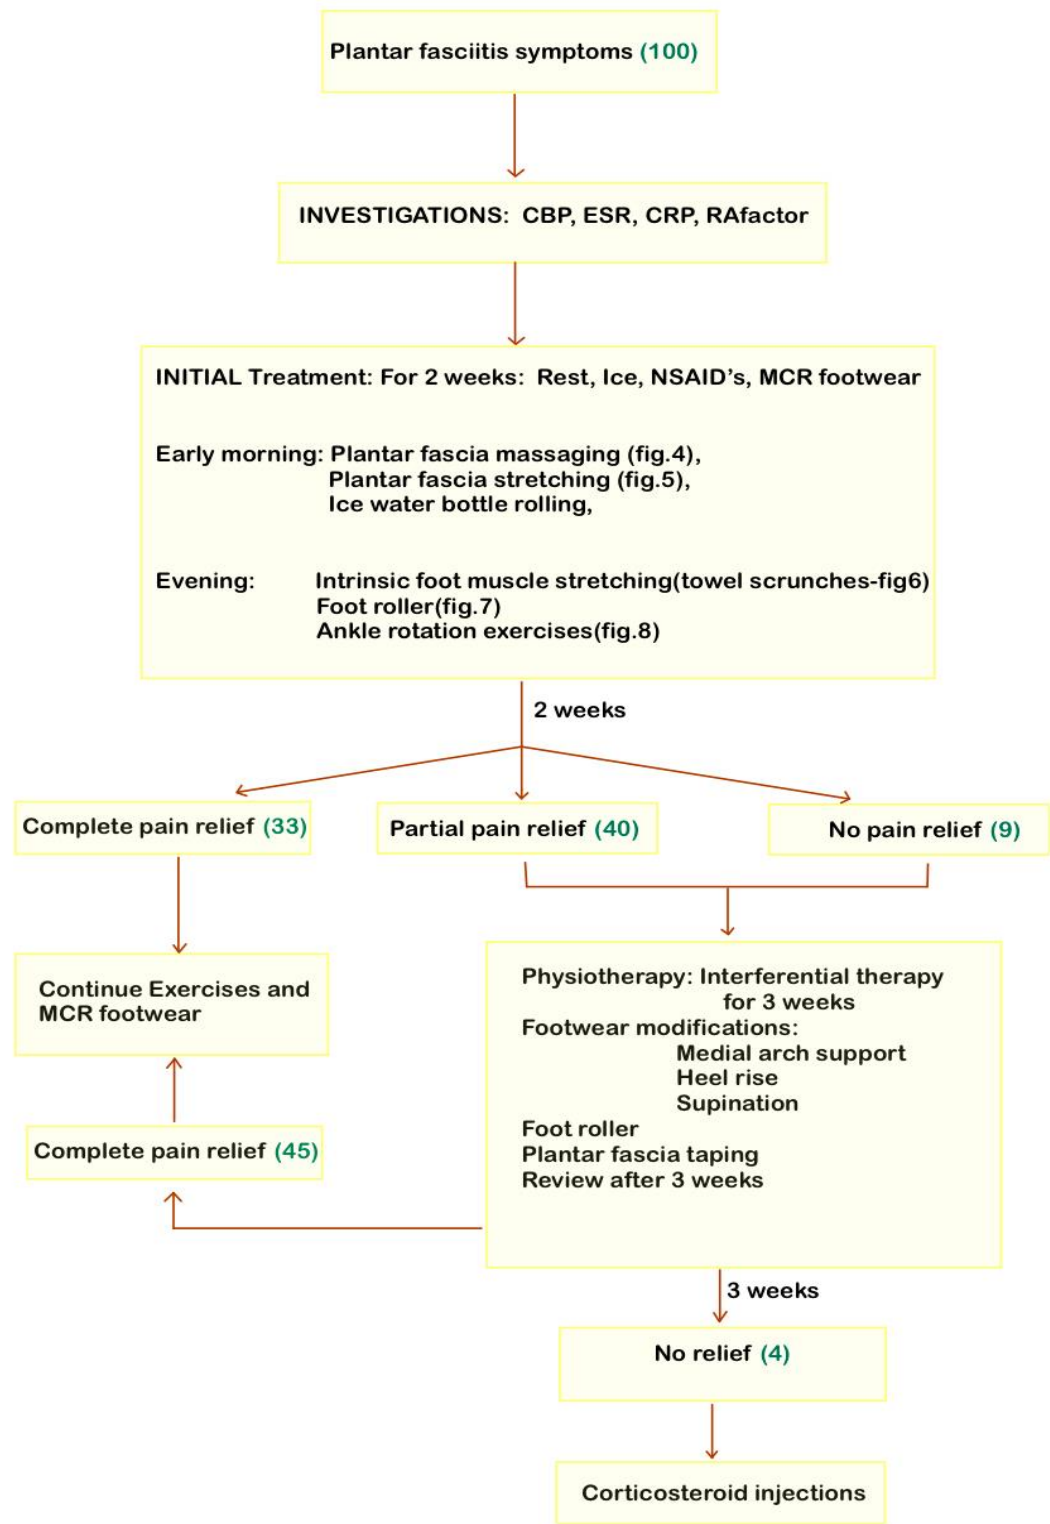 Plantar fasciitis symptoms (100)
INVESTIGATIONS: CBP, ESR, CRP, RAfactor
INITIAL Treatment: For 2 weeks: Rest, Ice, NSAID's, MCR footwear
Early morning: Plantar fascia massaging (fig.4),
Plantar fascia stretching (fig.5),
Ice water bottle rolling,
Evening: Intrinsic foot muscle stretching(towel scrunches-fig6)
Foot roller(fig.7)
Ankle rotation exercises(fig.8)
2 weeks
Complete pain relief (33)
Partial pain relief (40)
No pain relief (9)
Continue Exercises and
MCR footwear
Physiotherapy: Interferential therapy
for 3 weeks
Footwear modifications:
Medial arch support
Heel rise
Supination
Foot roller
Plantar fascia taping
Review after 3 weeks
Complete pain relief (45)
3 weeks
No relief (4)
Corticosteroid injections